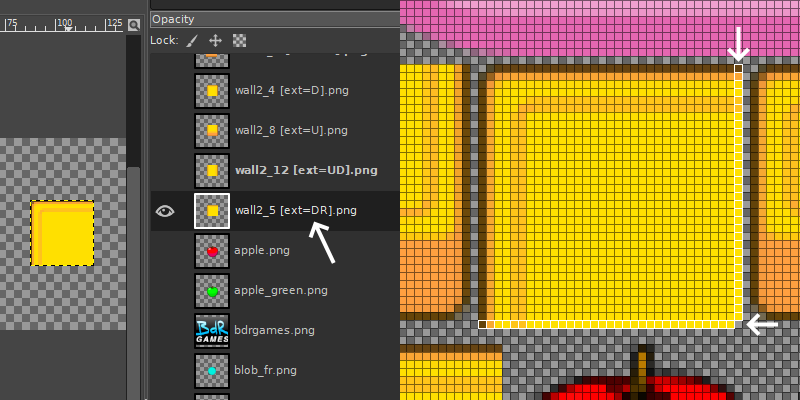 75
100
125
Opacity
Lock:
wall2_4 [ext=D].png
wall2_8 [ext=U].png
wall2_12 [ext=UD].png
wall2_5 [ext=DR].png
apple.png
apple_green.png
BdR
GAMES
bdrgames.png
blob_fr.png